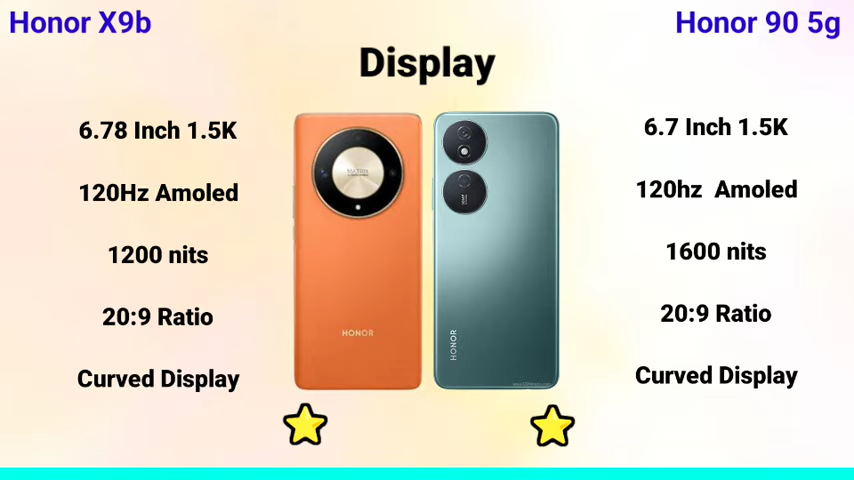 Honor X9b
Honor 90 5g
Display
6.78 Inch 1.5K
120Hz Amoled
1200 nits
20:9 Ratio
Curved Display
6.7 Inch 1.5K
120hz Amoled
1600 nits
20:9 Ratio
Curved Display
HONOR
HONOR